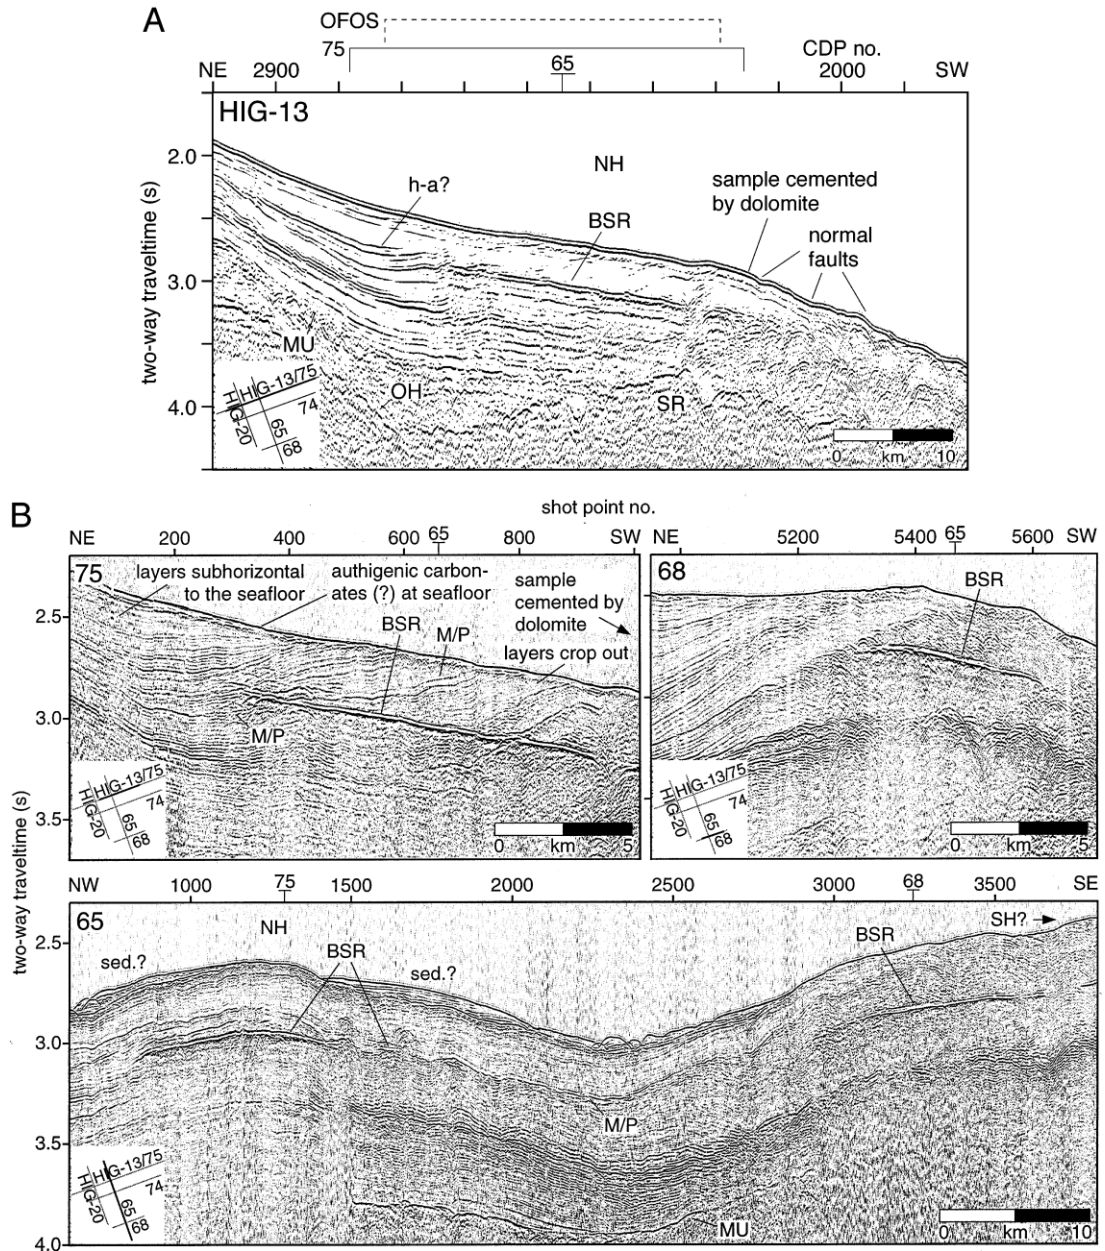 A
OFOS
75
65
CDP no.
NE 2900 2000 SW
HIG-13
2.0
NH
h-a?
sample cemented
by dolomite
BSR
normal
faults
two-way traveltime (s)
3.0
MU
OH
SR
4.0
HIG-13/75
HIG-20
74
65
68
0 km 10
B
shot point no.
NE 200 400 600 65 800 SW
75
layers subhorizontal
to the seafloor
authigenic carbon-
ates (?) at seafloor
sample
cemented by
dolomite
BSR
M/P
layers crop out
2.5
3.0
M/P
3.5
HIG-13/75
HIG-20
74
65
68
0 km 5
NE 5200 5400 65 5600 SW
68
BSR
HIG-13/75
HIG-20
74
65
68
0 km 5
two-way traveltime (s)
NW 1000 75 1500 2000 2500 3000 68 3500 SE
65
NH
SH?
2.5
sed.?
BSR
sed.?
BSR
3.0
M/P
3.5
HIG-13/75
HIG-20
74
65
68
MU
0 km 10
4.0